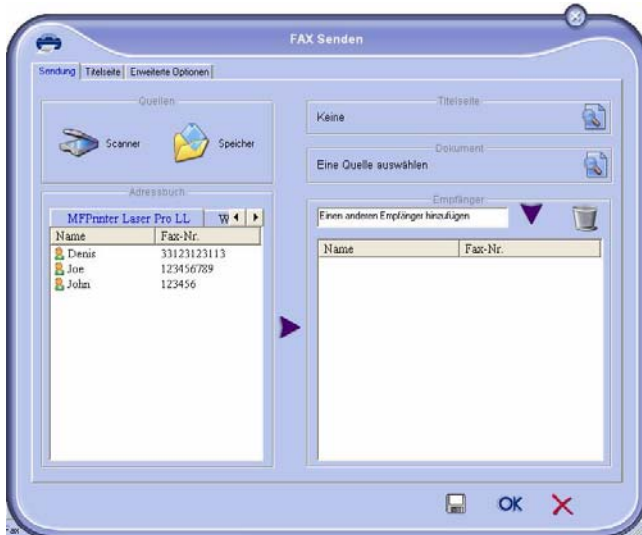 FAX Senden
Sendung Titelseite Erweiterte Optionen
Quellen
Scanner Speicher
Titelseite
Keine
Dokument
Eine Quelle auswählen
Adressbuch
MFPrinter Laser Pro LL W
Name Fax-Nr.
Denis 33123123113
Joe 123456789
John 123456
Empfänger
Einen anderen Empfänger hinzufügen
Name Fax-Nr.
OK
Fax